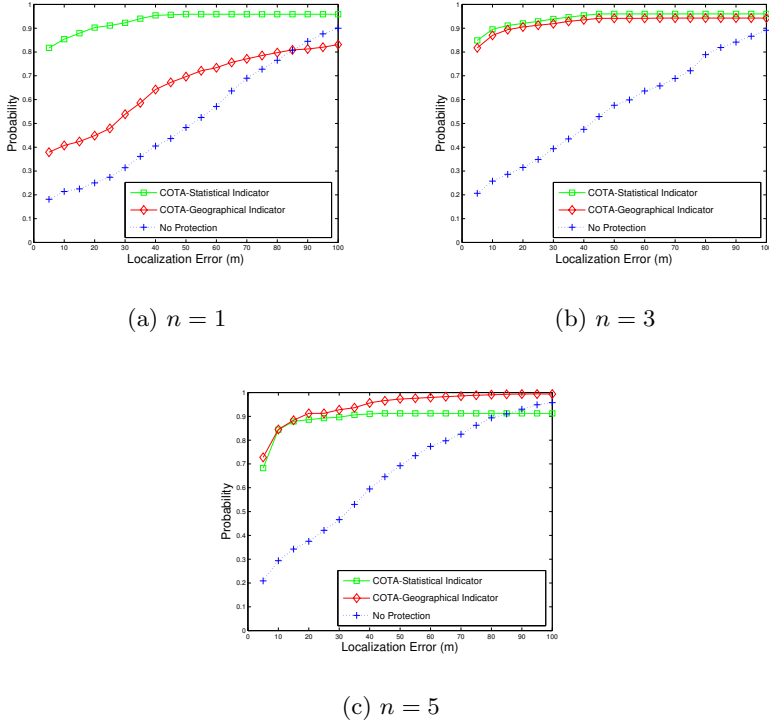 1
0.9
0.8
0.7
0.6
0.5
0.4
0.3
0.2
0.1
0
Probability
COTA-Statistical Indicator
COTA-Geographical Indicator
No Protection
0 10 20 30 40 50 60 70 80 90 100
Localization Error (m)
(a) n = 1
1
0.9
0.8
0.7
0.6
0.5
0.4
0.3
0.2
0.1
0
Probability
COTA-Statistical Indicator
COTA-Geographical Indicator
No Protection
0 10 20 30 40 50 60 70 80 90 100
Localization Error (m)
(b) n = 3
1
0.9
0.8
0.7
0.6
0.5
0.4
0.3
0.2
0.1
0
Probability
COTA-Statistical Indicator
COTA-Geographical Indicator
No Protection
0 10 20 30 40 50 60 70 80 90 100
Localization Error (m)
(c) n = 5